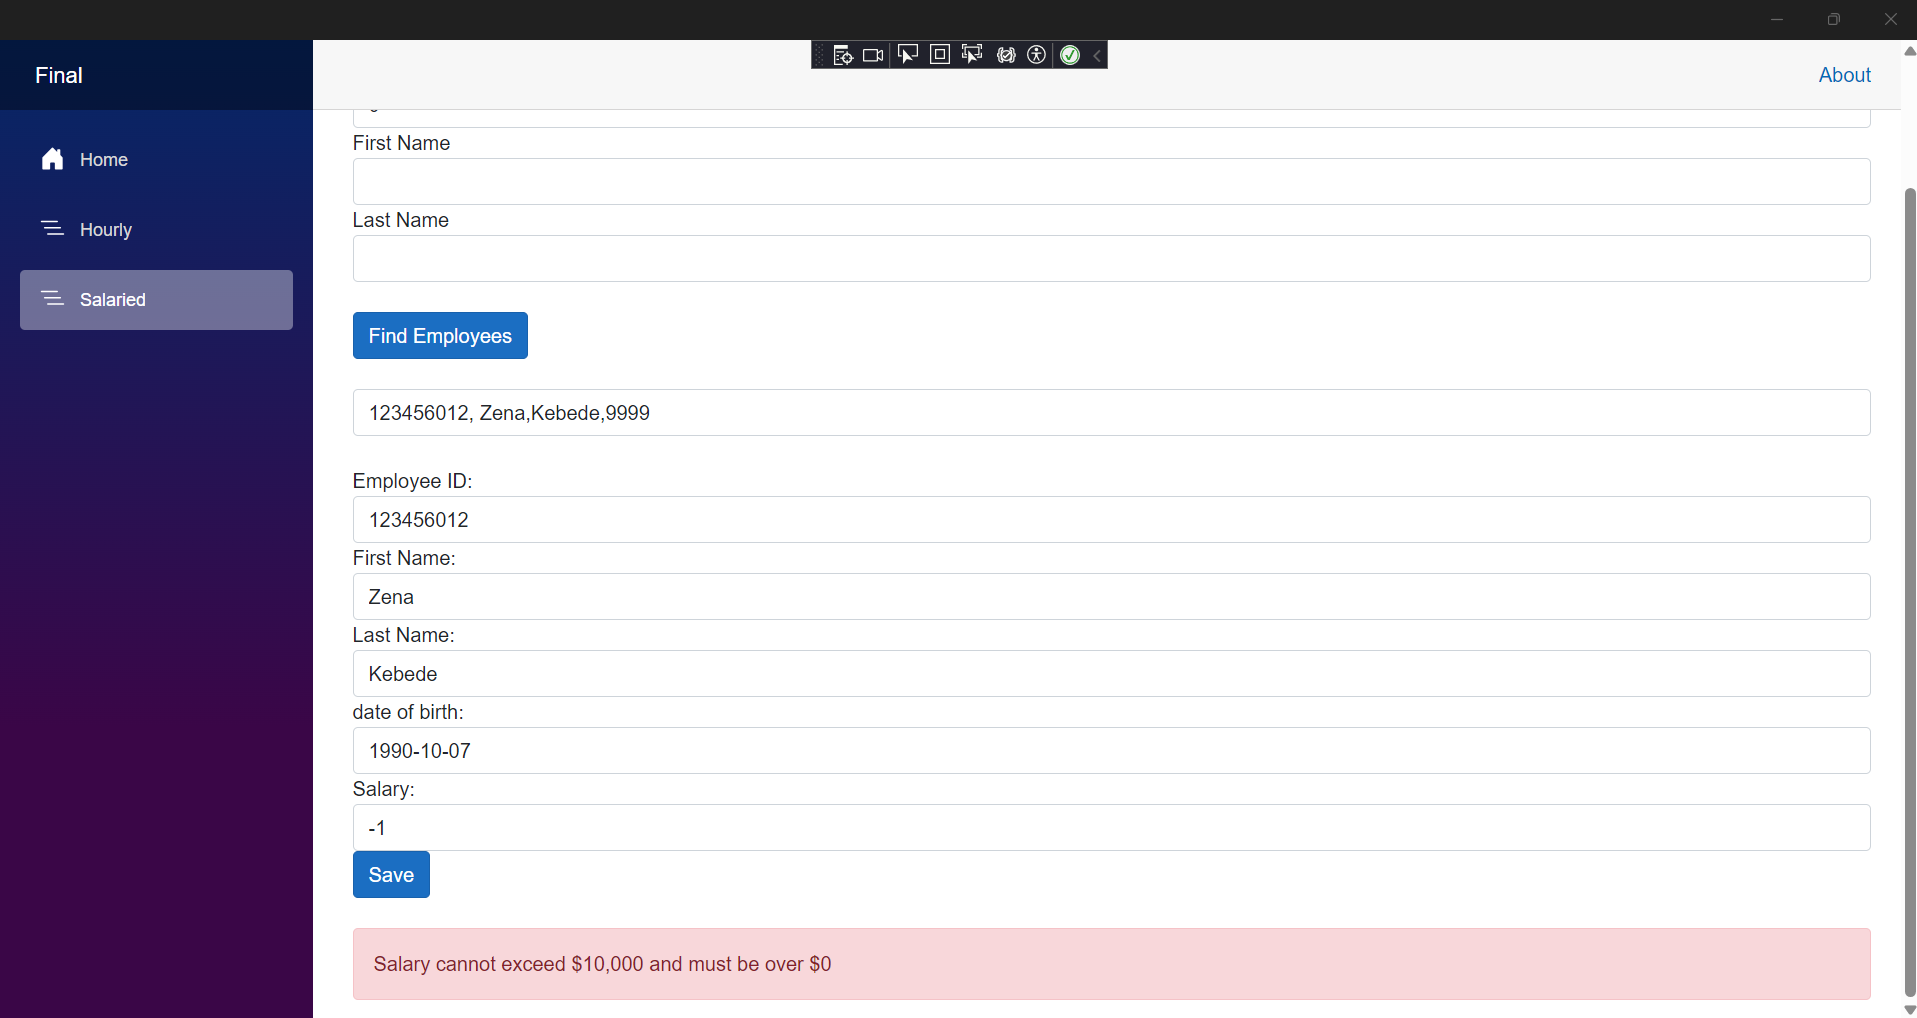 Final
About
Home
Hourly
Salaried
First Name
Last Name
Find Employees
123456012, Zena,Kebede,9999
Employee ID:
123456012
First Name:
Zena
Last Name:
Kebede
date of birth:
1990-10-07
Salary:
-1
Save
Salary cannot exceed $10,000 and must be over $0